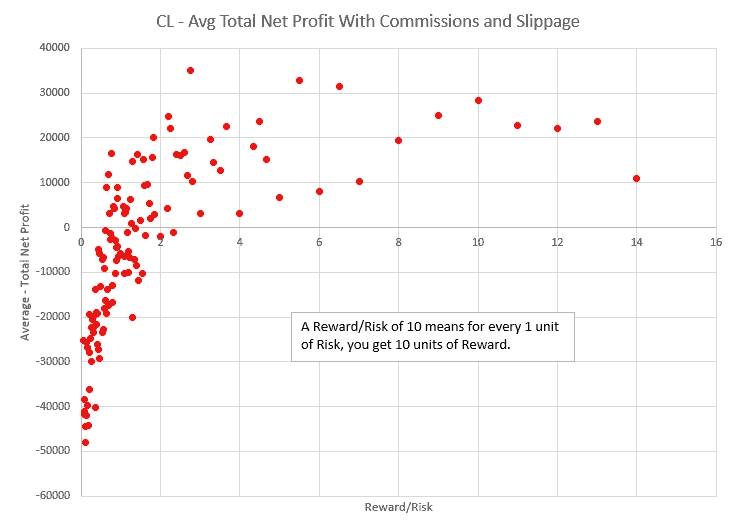 CL - Avg Total Net Profit With Commissions and Slippage
40000
30000
20000
10000
0
-10000
-20000
-30000
-40000
-50000
-60000
Average - Total Net Profit
0 2 4 6 8 10 12 14 16
A Reward/Risk of 10 means for every 1 unit
of Risk, you get 10 units of Reward.
Reward/Risk